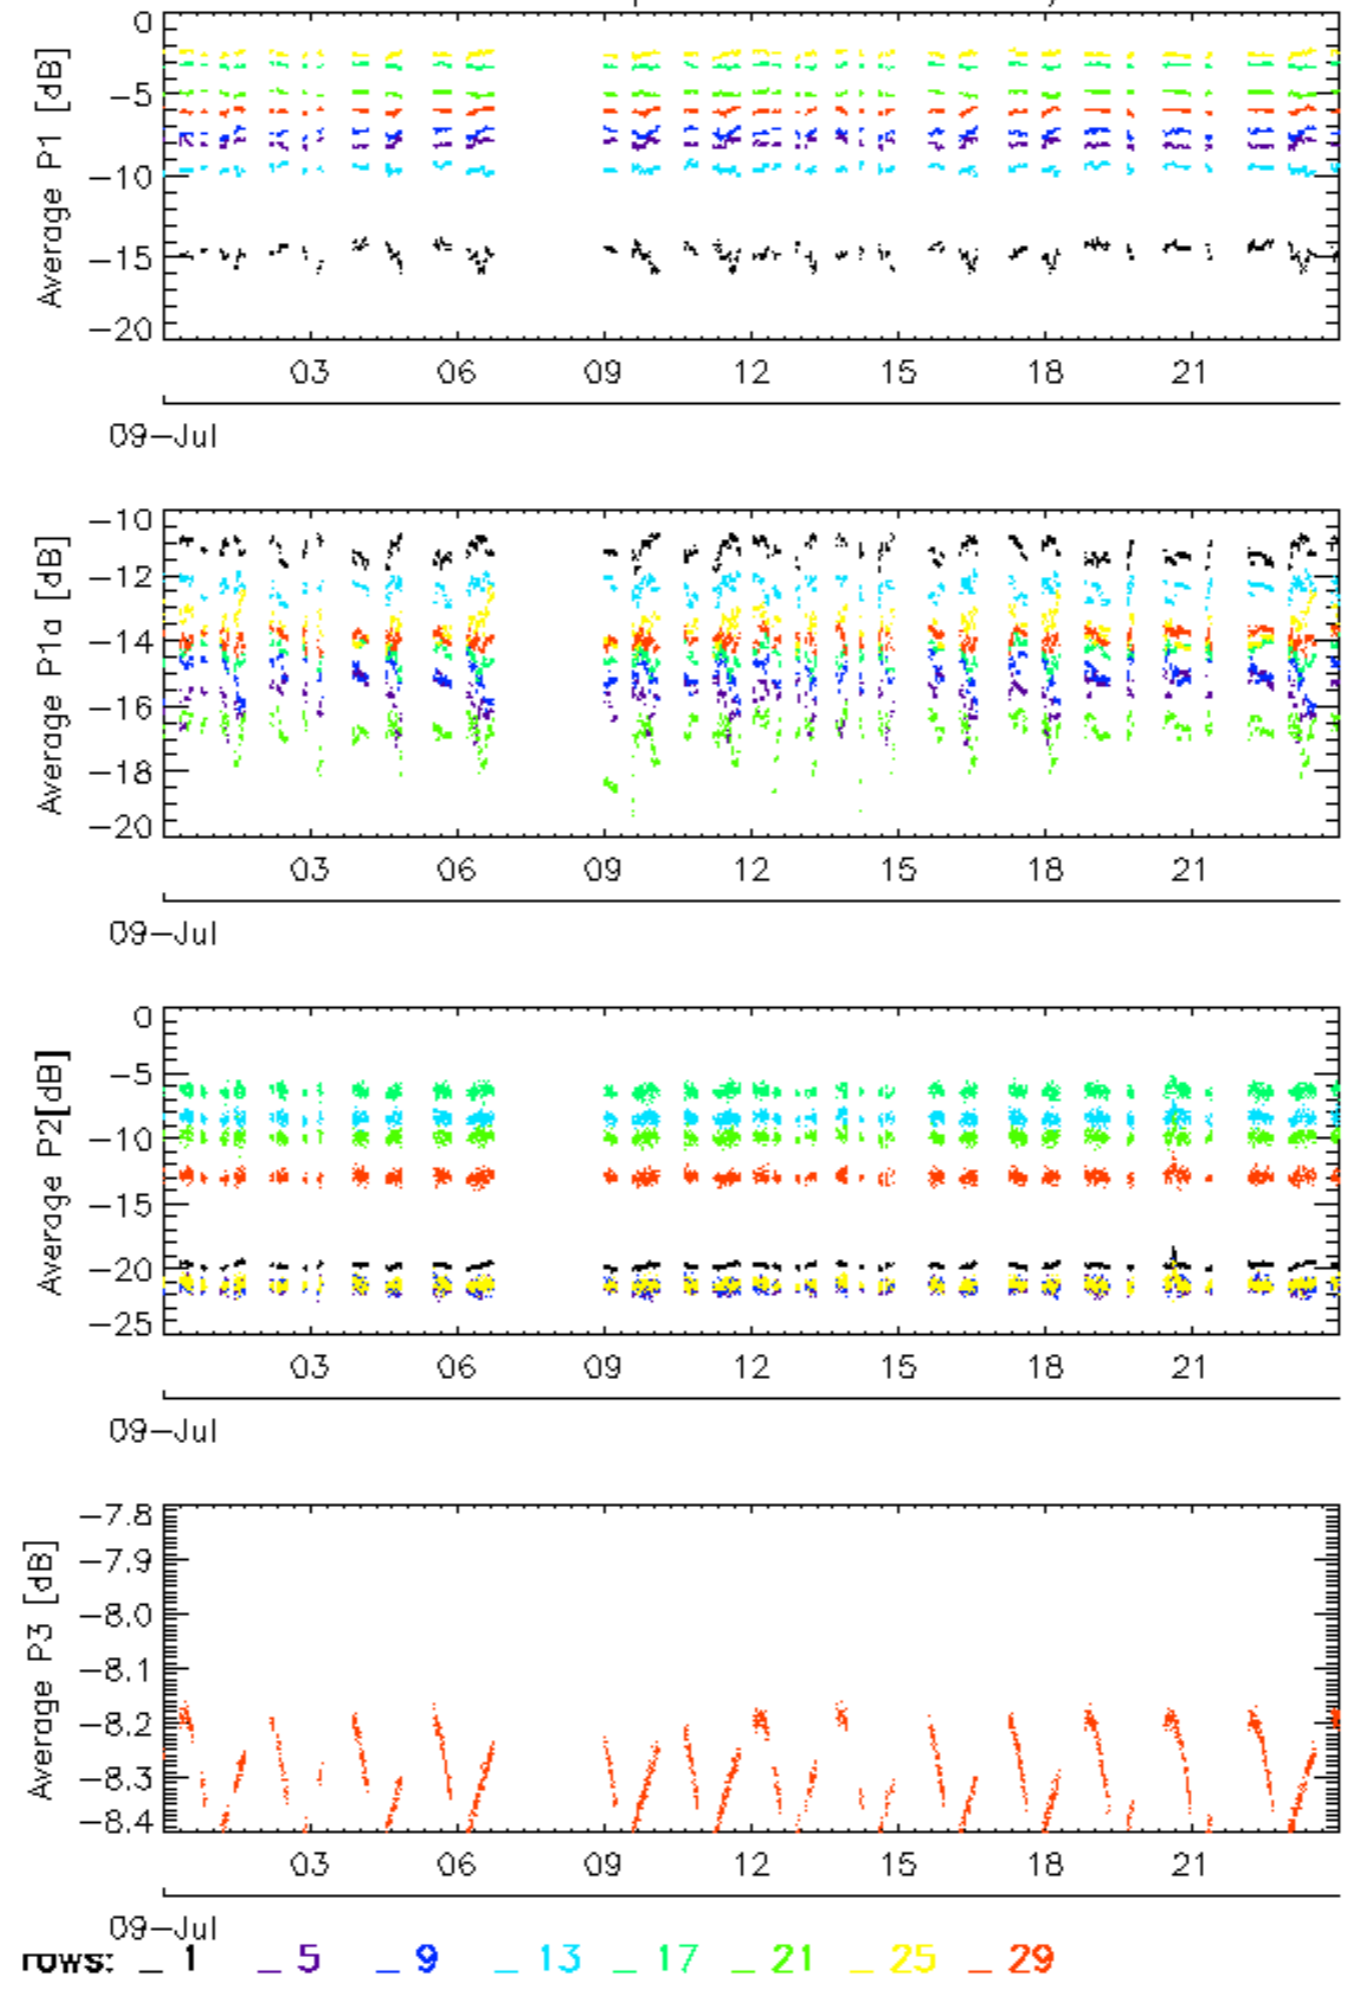 0
−5
−10
−15
−20
Average P1 [dB]
03 06 09 12 15 18 21
09−Jul
−10
−12
−14
−16
−18
−20
Average P1a [dB]
03 06 09 12 15 18 21
09−Jul
0
−5
−10
−15
−20
−25
Average P2[dB]
03 06 09 12 15 18 21
09−Jul
−7.8
−7.9
−8.0
−8.1
−8.2
−8.3
−8.4
Average P3 [dB]
03 06 09 12 15 18 21
09−Jul
rows: _ 1 _ 5 _ 9 _ 13 _ 17 _ 21 _ 25 _ 29